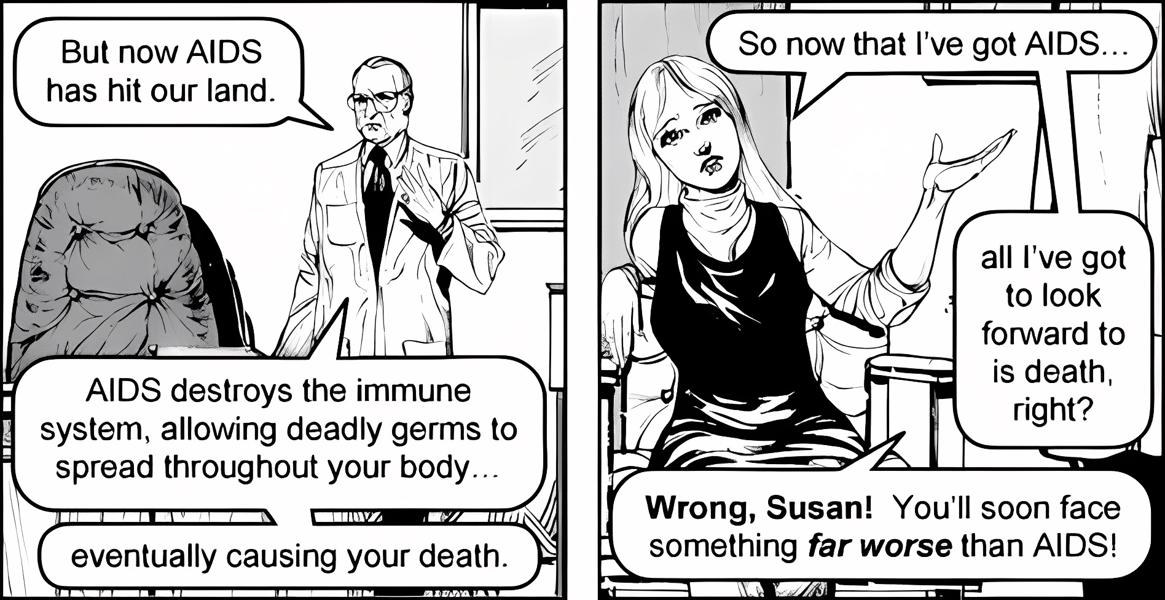 But now AIDS
has hit our land.
AIDS destroys the immune
system, allowing deadly germs to
spread throughout your body...
eventually causing your death.
So now that I've got AIDS...
all I've got
to look
forward to
is death,
right?
Wrong, Susan! You'll soon face
something far worse than AIDS!